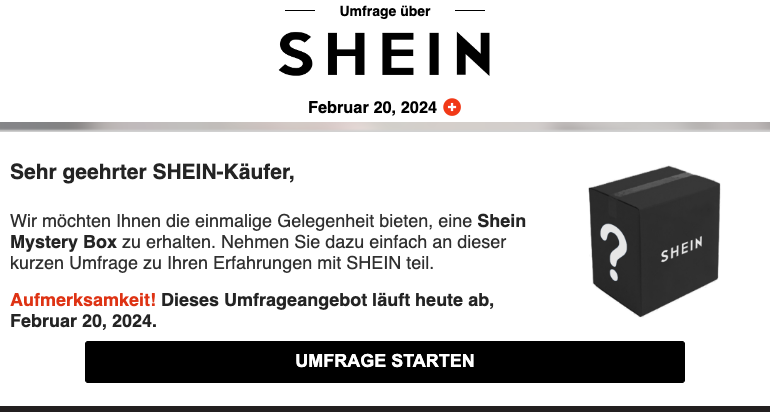 Umfrage über
SHEIN
Februar 20, 2024
Sehr geehrter SHEIN-Käufer,
Wir möchten Ihnen die einmalige Gelegenheit bieten, eine Shein
Mystery Box zu erhalten. Nehmen Sie dazu einfach an dieser
kurzen Umfrage zu Ihren Erfahrungen mit SHEIN teil.
Aufmerksamkeit! Dieses Umfrageangebot läuft heute ab,
Februar 20, 2024.
?
SHEIN
UMFRAGE STARTEN